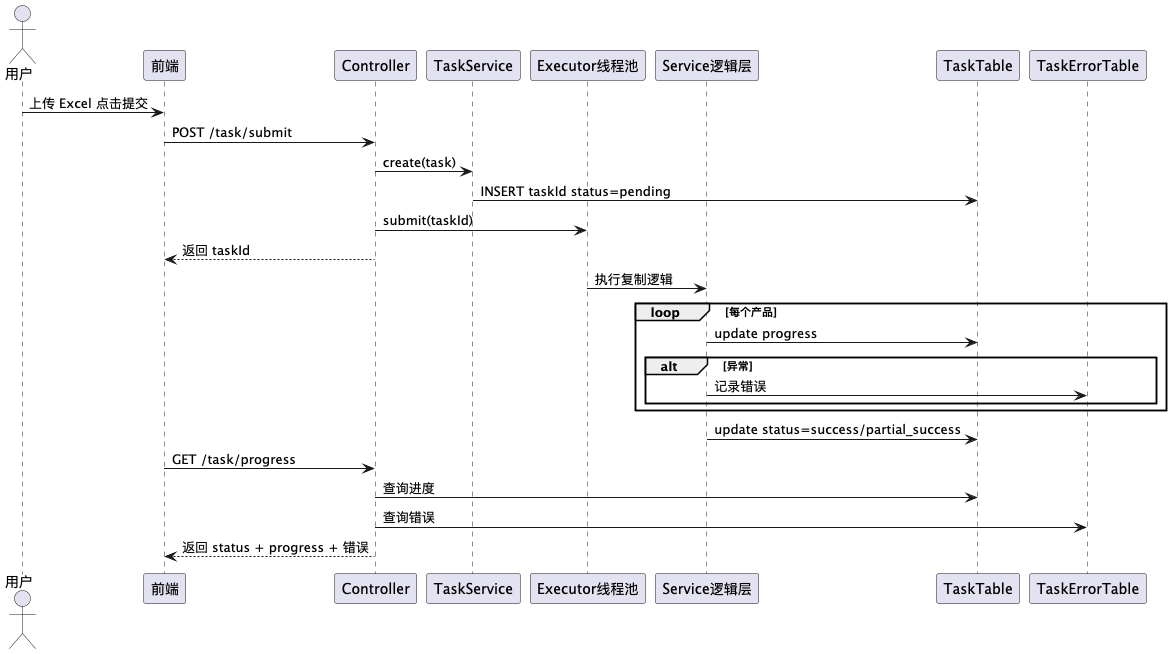 用户
前端
Controller
TaskService
Executor线程池
Service逻辑层
TaskTable
TaskErrorTable
上传 Excel 点击提交
POST /task/submit
create(task)
INSERT taskId status=pending
submit(taskId)
返回 taskId
执行复制逻辑
loop [每个产品]
update progress
alt [异常]
记录错误
update status=success/partial_success
GET /task/progress
查询进度
查询错误
返回 status + progress + 错误
用户
前端
Controller
TaskService
Executor线程池
Service逻辑层
TaskTable
TaskErrorTable